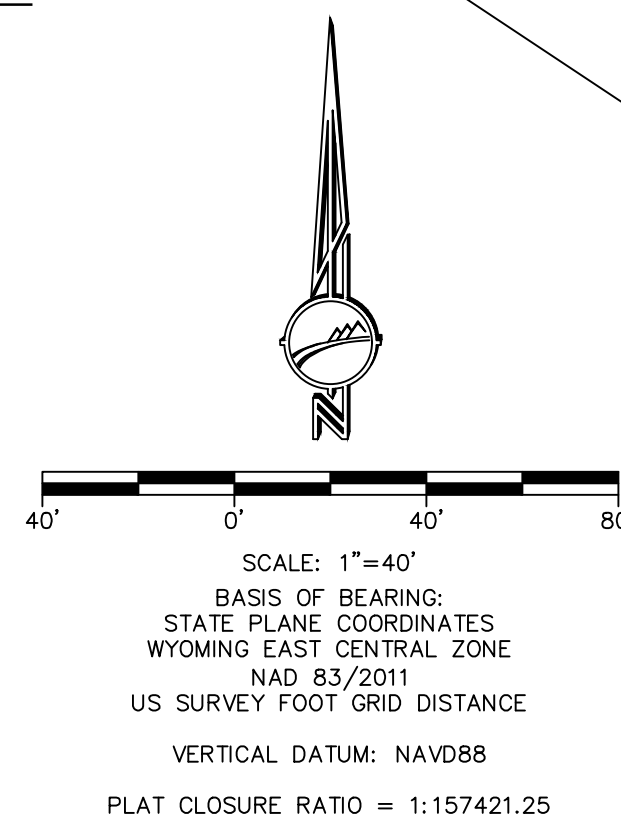 N
40' 0' 40' 80
SCALE: 1"=40'
BASIS OF BEARING:
STATE PLANE COORDINATES
WYOMING EAST CENTRAL ZONE
NAD 83/2011
US SURVEY FOOT GRID DISTANCE
VERTICAL DATUM: NAVD88
PLAT CLOSURE RATIO = 1:157421.25